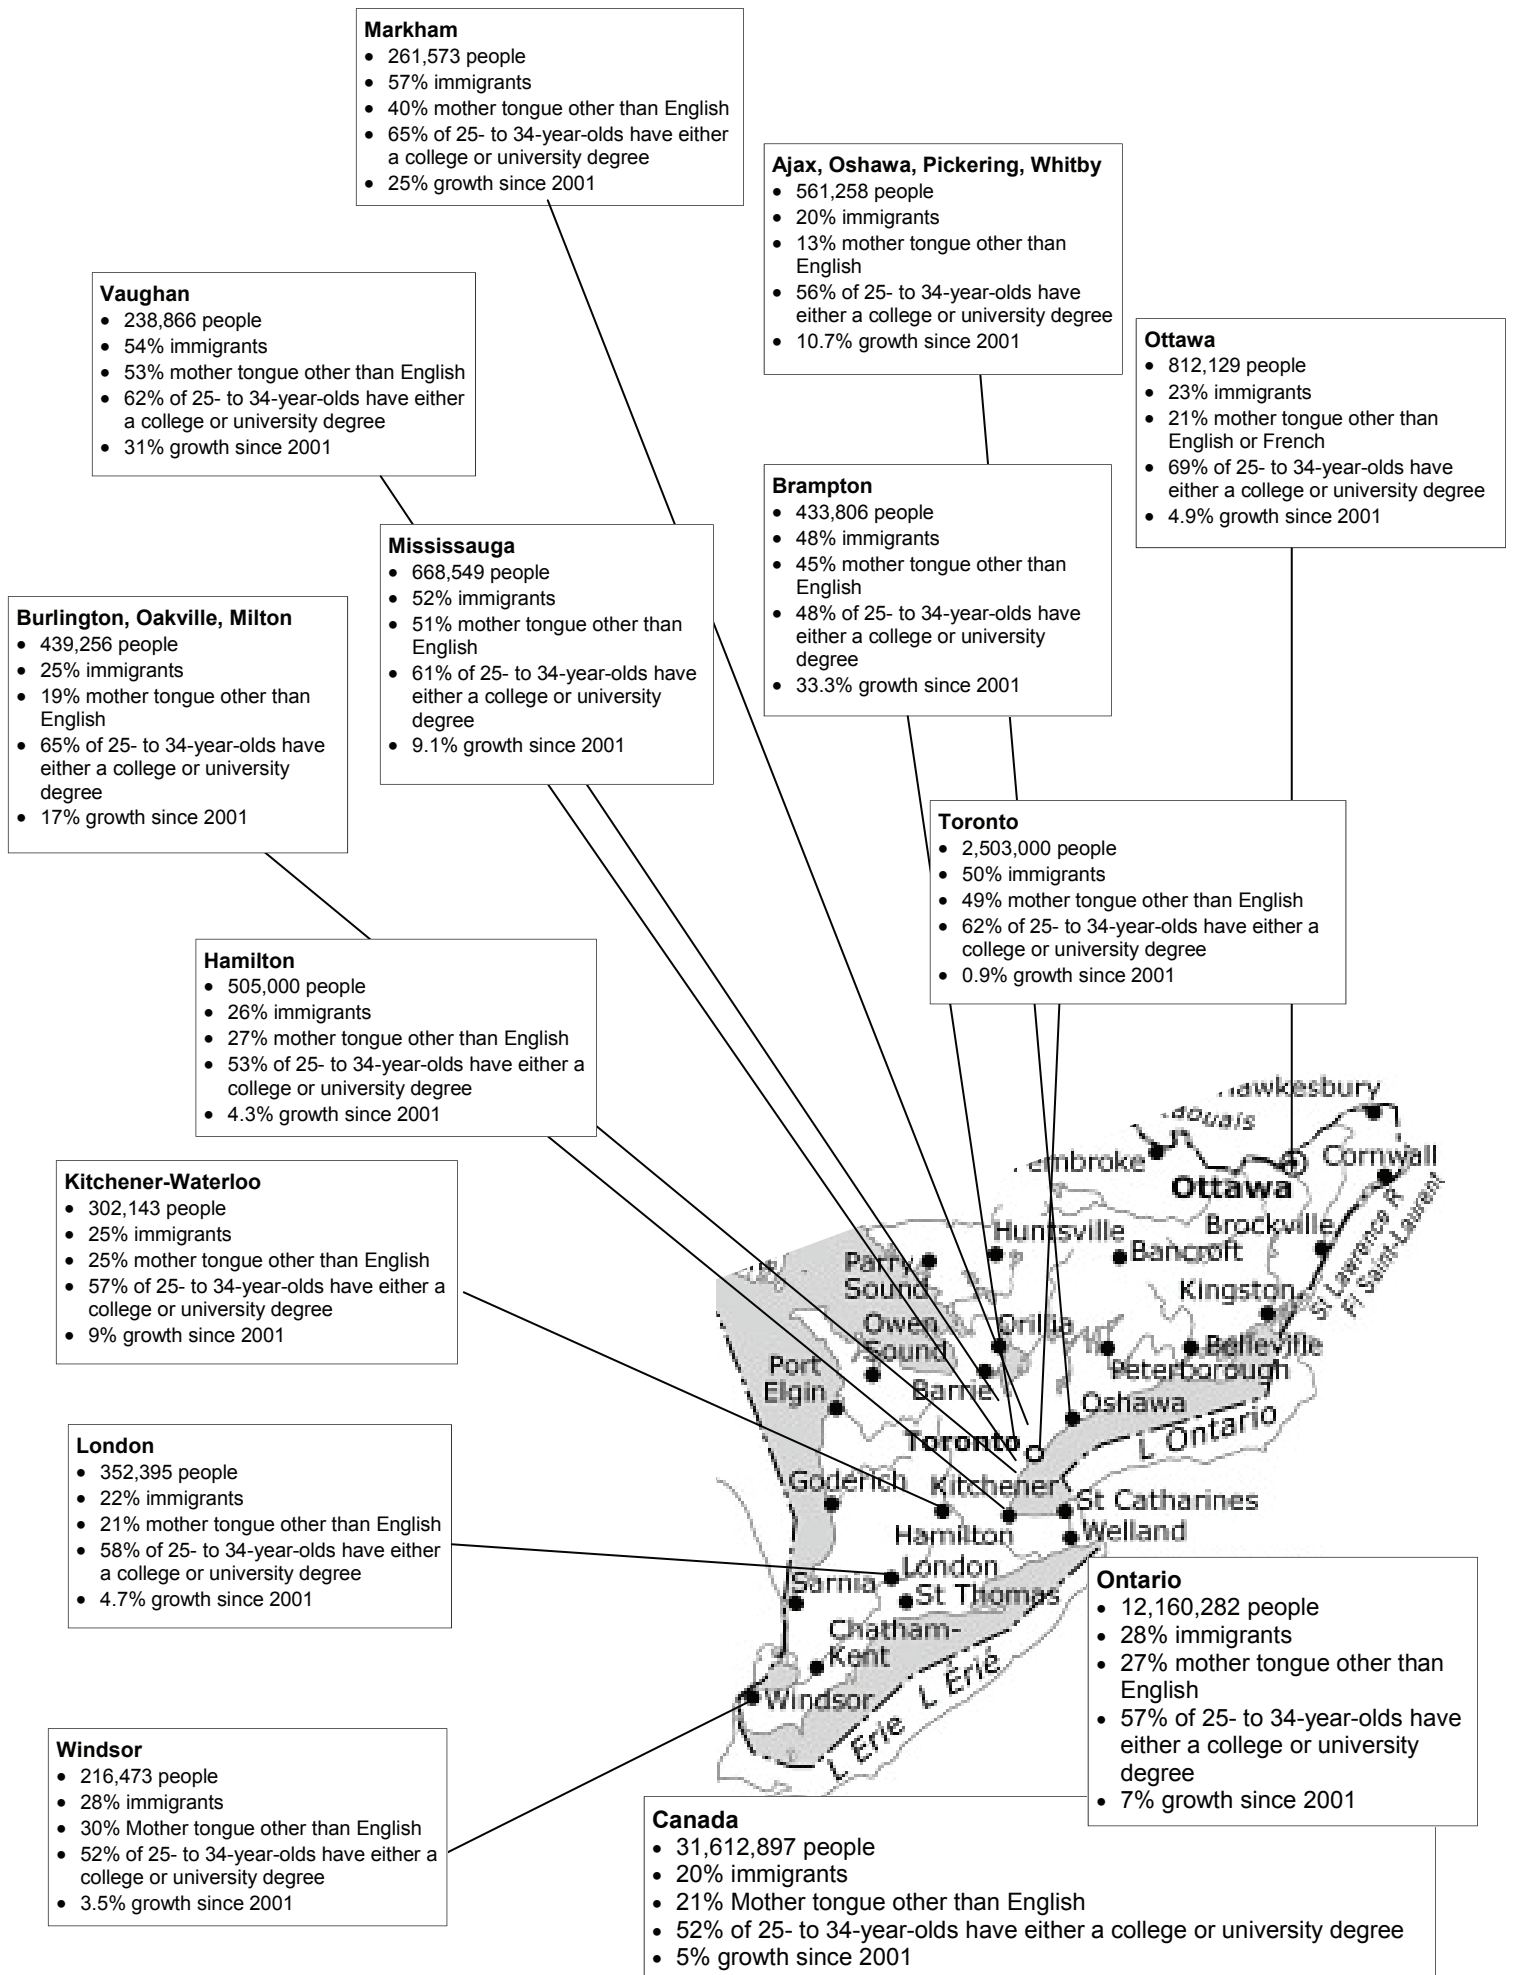 Markham
• 261,573 people
• 57% immigrants
• 40% mother tongue other than English
• 65% of 25- to 34-year-olds have either
a college or university degree
• 25% growth since 2001
Ajax, Oshawa, Pickering, Whitby
• 561,258 people
• 20% immigrants
• 13% mother tongue other than
English
• 56% of 25- to 34-year-olds have
either a college or university degree
• 10.7% growth since 2001
Vaughan
• 238,866 people
• 54% immigrants
• 53% mother tongue other than English
• 62% of 25- to 34-year-olds have either
a college or university degree
• 31% growth since 2001
Ottawa
• 812,129 people
• 23% immigrants
• 21% mother tongue other than
English or French
• 69% of 25- to 34-year-olds have
either a college or university degree
• 4.9% growth since 2001
Brampton
• 433,806 people
• 48% immigrants
• 45% mother tongue other than
English
• 48% of 25- to 34-year-olds have
either a college or university
degree
• 33.3% growth since 2001
Mississauga
• 668,549 people
• 52% immigrants
• 51% mother tongue other than
English
• 61% of 25- to 34-year-olds have
either a college or university
degree
• 9.1% growth since 2001
Burlington, Oakville, Milton
• 439,256 people
• 25% immigrants
• 19% mother tongue other than
English
• 65% of 25- to 34-year-olds have
either a college or university
degree
• 17% growth since 2001
Toronto
• 2,503,000 people
• 50% immigrants
• 49% mother tongue other than English
• 62% of 25- to 34-year-olds have either a
college or university degree
• 0.9% growth since 2001
Hamilton
• 505,000 people
• 26% immigrants
• 27% mother tongue other than English
• 53% of 25- to 34-year-olds have either a
college or university degree
• 4.3% growth since 2001
Kitchener-Waterloo
• 302,143 people
• 25% immigrants
• 25% mother tongue other than English
• 57% of 25- to 34-year-olds have either a
college or university degree
• 9% growth since 2001
London
• 352,395 people
• 22% immigrants
• 21% mother tongue other than English
• 58% of 25- to 34-year-olds have either
a college or university degree
• 4.7% growth since 2001
Windsor
• 216,473 people
• 28% immigrants
• 30% Mother tongue other than English
• 52% of 25- to 34-year-olds have either a
college or university degree
• 3.5% growth since 2001
awkesbury
aouais
embroke
Cornwall
Ottawa
Huntsville
Brockville
Bancroft
Parry
Sound
Kingston
St Lawrence R
Fl Saint-Laurent
Owen
Sound
Orillia
Belleville
Peterborough
Port
Elgin
Barrie
Oshawa
L Ontario
Toronto
Goderich
Kitchener
St Catharines
Hamilton
Welland
London
Sarnia
St Thomas
Chatham-
Kent
Windsor
L Erie
L Érié
Ontario
• 12,160,282 people
• 28% immigrants
• 27% mother tongue other than
English
• 57% of 25- to 34-year-olds have
either a college or university
degree
• 7% growth since 2001
Canada
• 31,612,897 people
• 20% immigrants
• 21% Mother tongue other than English
• 52% of 25- to 34-year-olds have either a college or university degree
• 5% growth since 2001